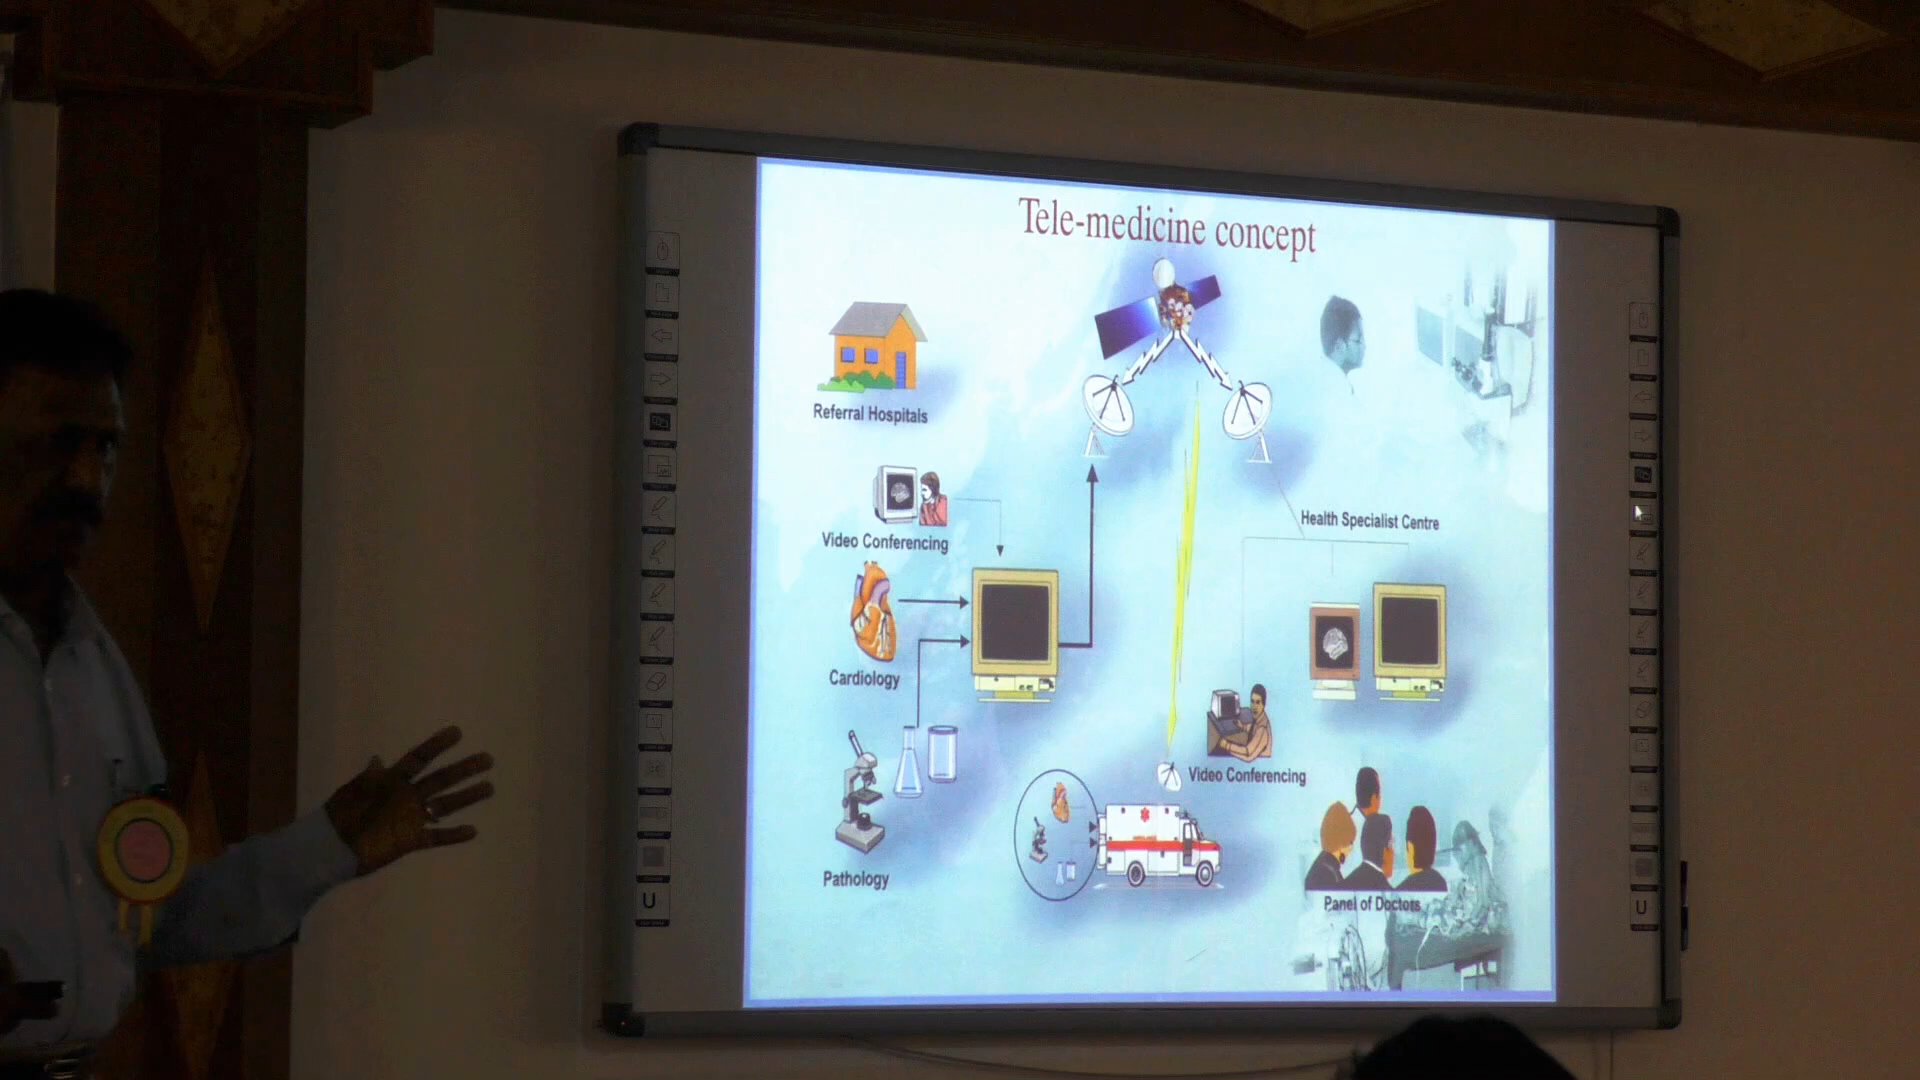 Tele-medicine concept
Referral Hospitals
Video Conferencing
Cardiology
Pathology
Health Specialist Centre
Video Conferencing
Panel of Doctors
U
U